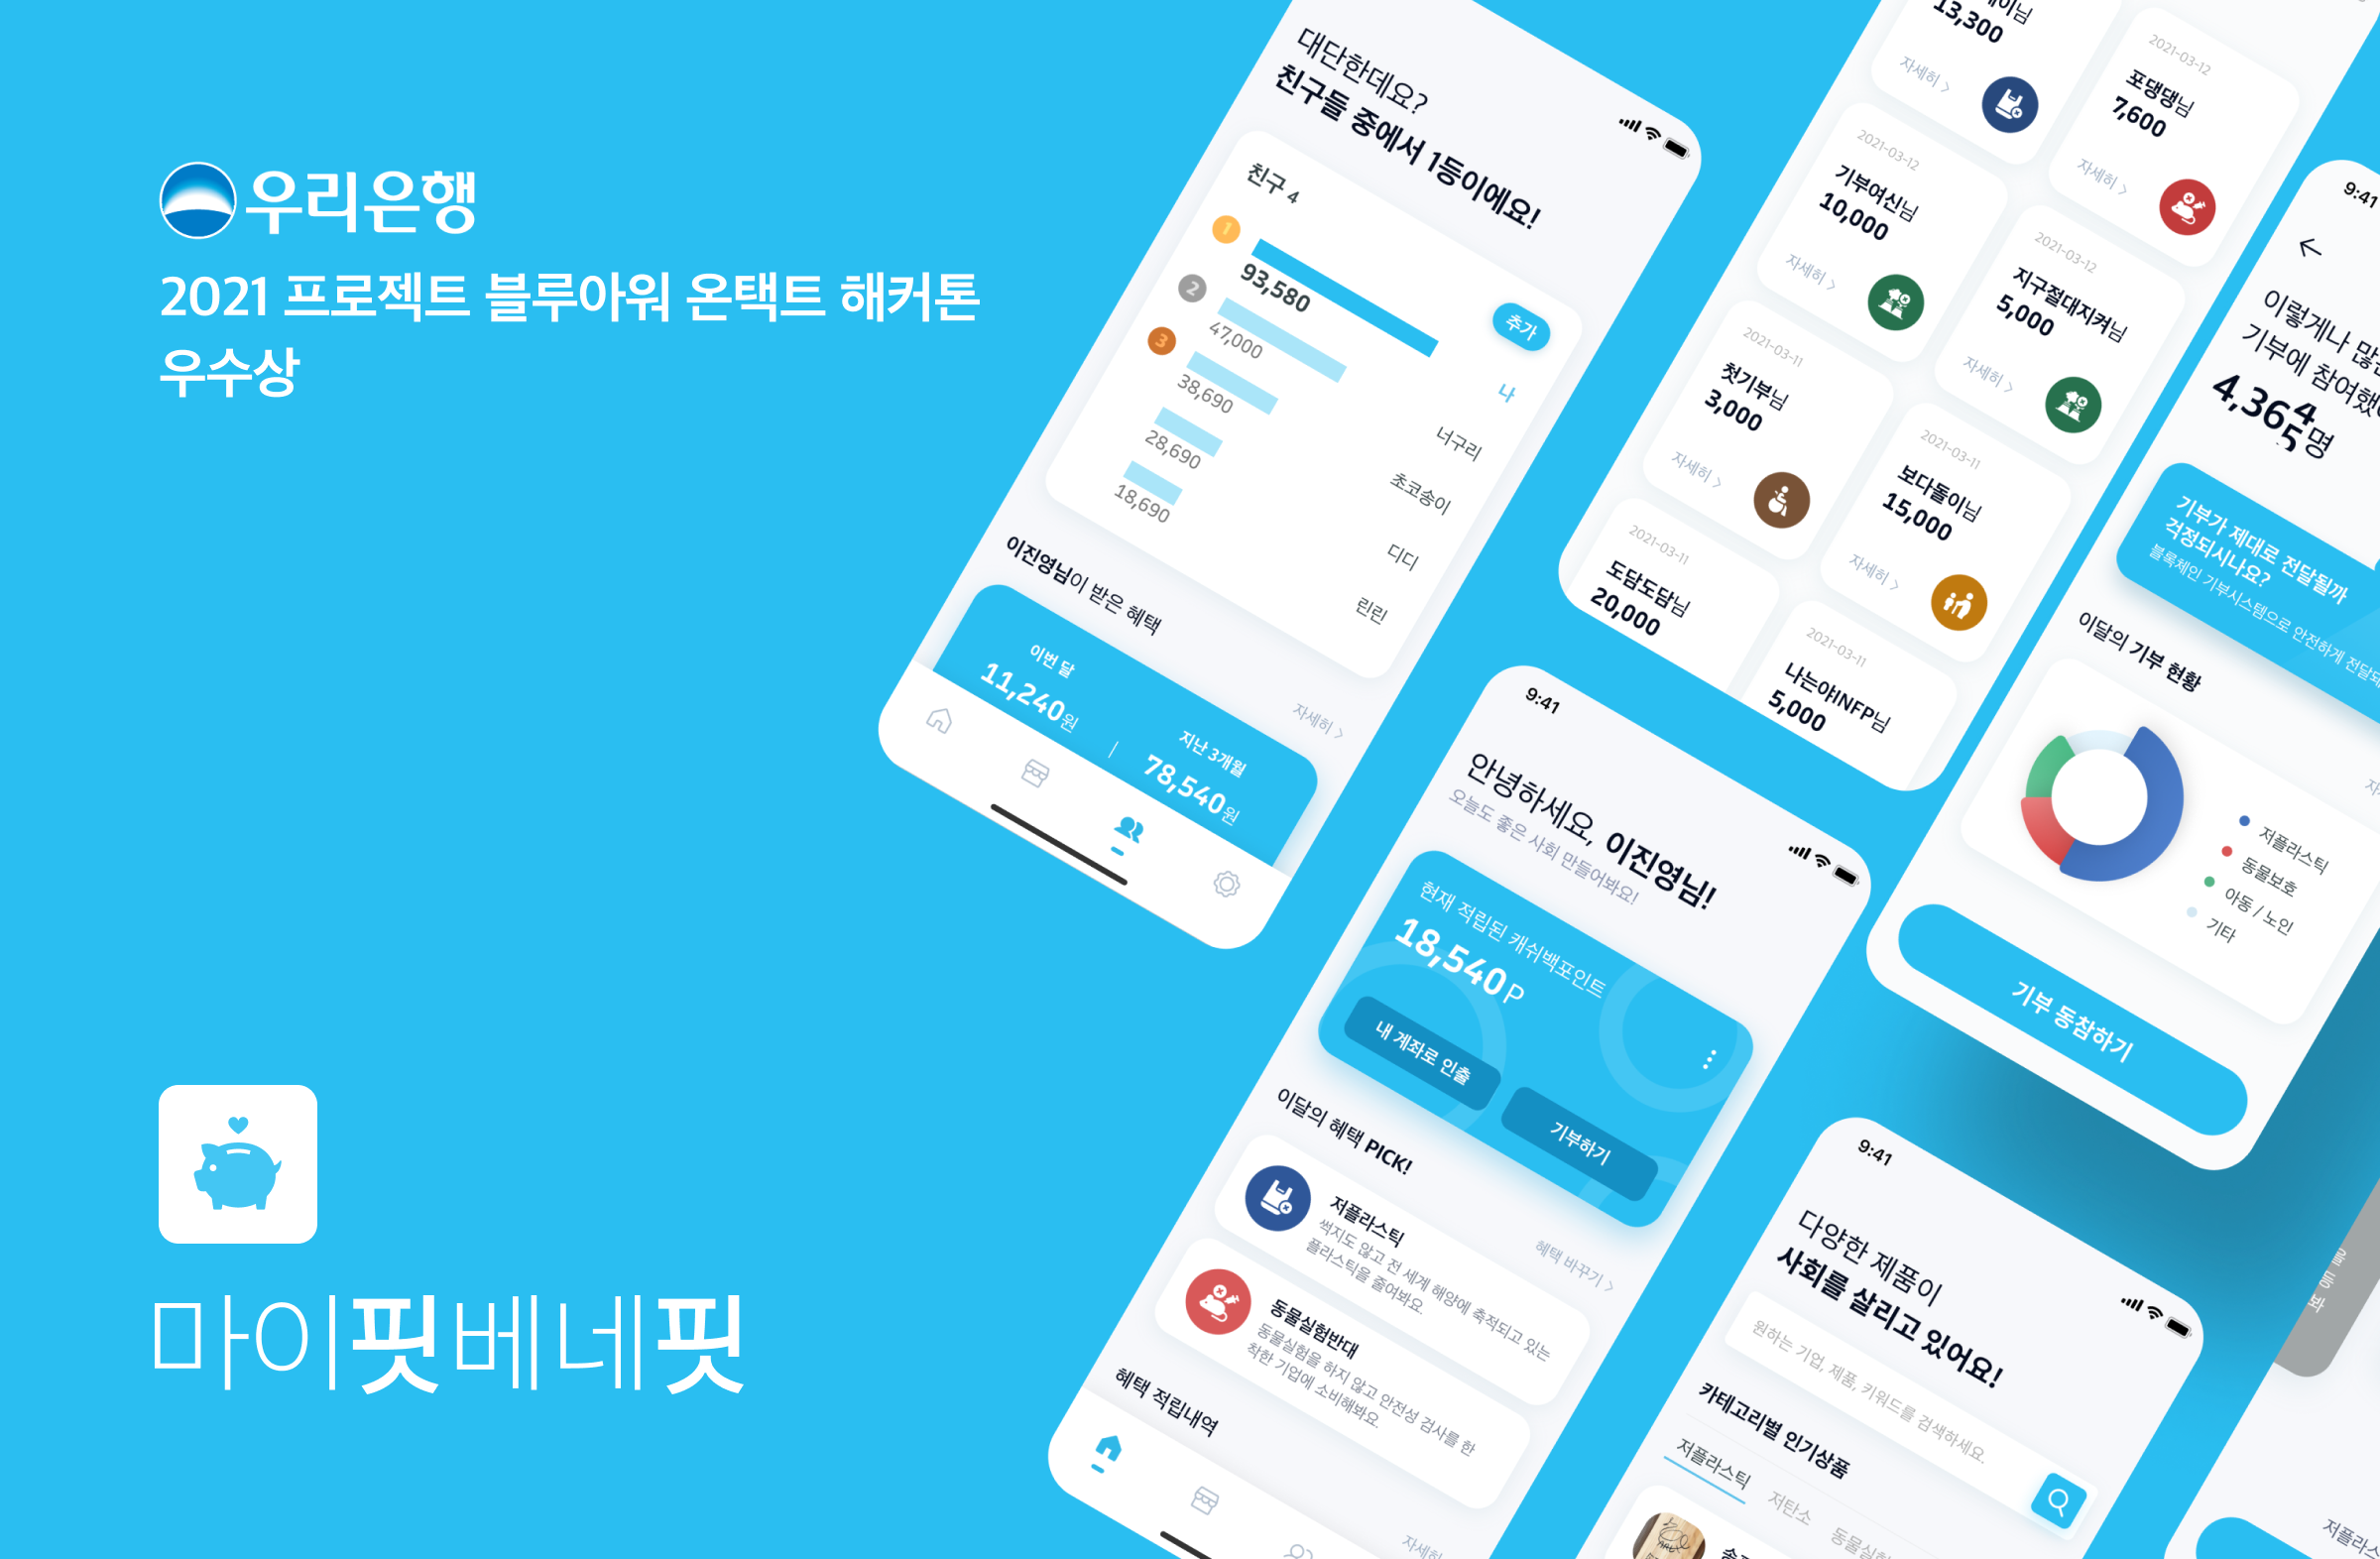 우리은행
2021 프로젝트 블루아워 온택트 해커톤
우수상
마이핏베네핏
대단한데요?
친구들 중에서 1등이에요!
친구 4
추가
1
93,580
나
2
47,000
너구리
3
38,690
초코송이
28,690
디디
18,690
린린
이진영님이 받은 혜택
자세히 >
이번 달
11,240원
지난 3개월
78,540원
13,300
자세히 >
2021-03-12
포댕댕님
7,600
자세히 >
2021-03-12
기부여신님
10,000
자세히 >
2021-03-12
지구절대지켜님
5,000
자세히 >
2021-03-11
첫기부님
3,000
자세히 >
2021-03-11
보다돌이님
15,000
자세히 >
2021-03-11
도담도담님
20,000
2021-03-11
나는야INFP님
5,000
9:41
안녕하세요, 이진영님!
오늘도 좋은 사회 만들어봐요!
현재 적립된 캐쉬백포인트
18,540 P
내 계좌로 인출
기부하기
이달의 혜택 PICK!
혜택 바꾸기 >
저플라스틱
썩지도 않고 전 세계 해양에 축적되고 있는
플라스틱을 줄여봐요.
동물실험반대
동물실험을 하지 않고 안전성 검사를 한
착한 기업에 소비해봐요.
혜택 적립내역
자세히
9:41
이렇게나 많은
기부에 참여했
4,364
5
명
기부가 제대로 전달될까
걱정되시나요?
블록체인 기부시스템으로 안전하게 전달돼
이달의 기부 현황
저플라스틱
동물보호
아동 / 노인
기타
기부 동참하기
9:41
다양한 제품이
사회를 살리고 있어요!
원하는 기업, 제품, 키워드를 검색하세요.
카테고리별 인기상품
저플라스틱
저탄소
동물실험
저플라스